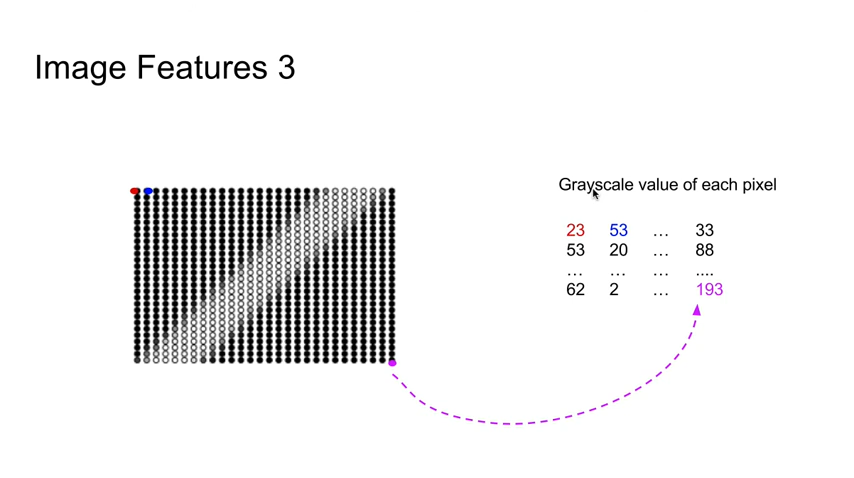 Image Features 3
Grayscale value of each pixel
23 53 … 33
53 20 … 88
… … … ....
62 2 … 193